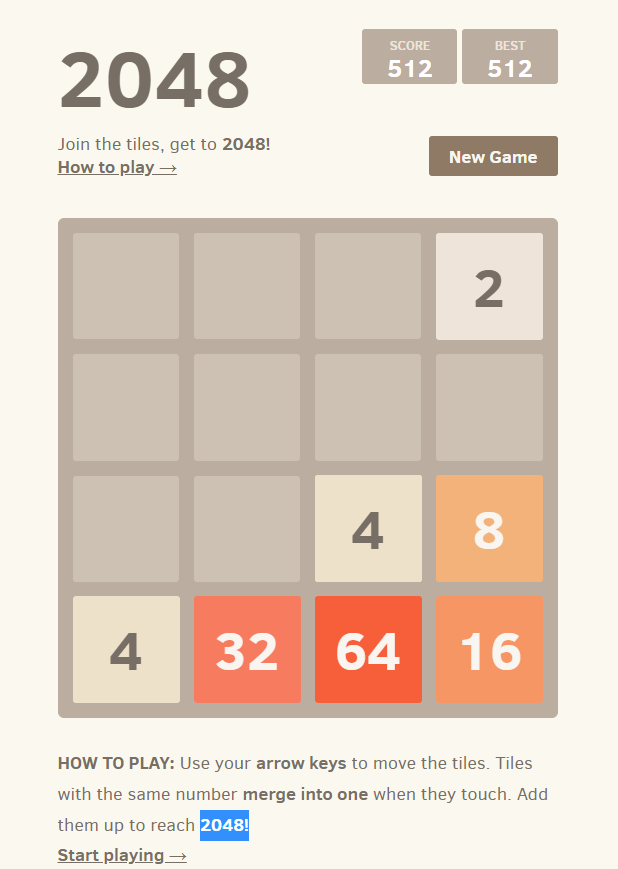 2048
SCORE
512
BEST
512
Join the tiles, get to 2048!
How to play →
New Game
2
4
8
4
32
64
16
HOW TO PLAY: Use your arrow keys to move the tiles. Tiles
with the same number merge into one when they touch. Add
them up to reach 2048!
Start playing →